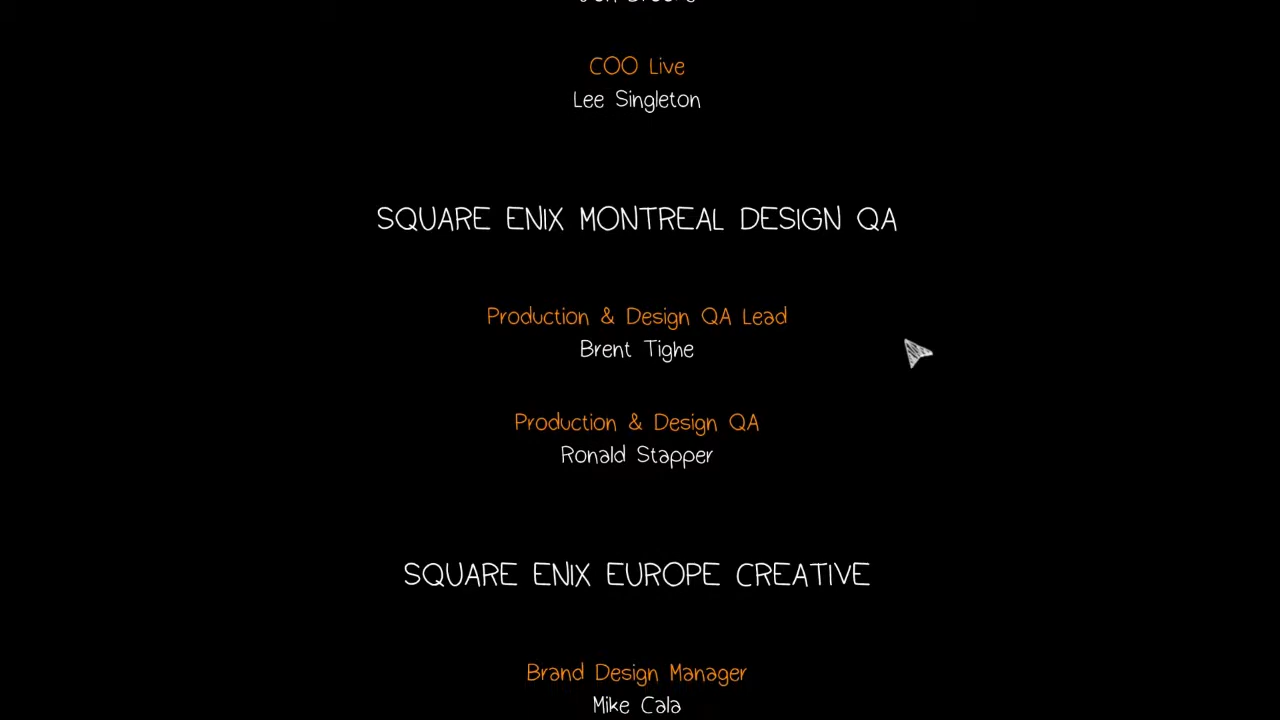 COO Live
Lee Singleton
SQUARE ENIX MONTREAL DESIGN QA
Production & Design QA Lead
Brent Tighe
Production & Design QA
Ronald Stapper
SQUARE ENIX EUROPE CREATIVE
Brand Design Manager
Mike Cala